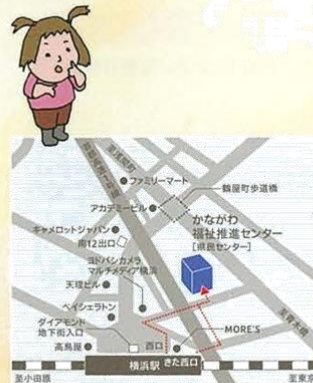 至浅間町
ファミリーマート
鶴屋町歩道橋
アカデミービル
かながわ
福祉推進センター
[県民センター]
キャメロットジャパン
南12出口
ヨドバシカメラ
マルチメディア横浜
天理ビル
ベイシェラトン
ダイアモンド
地下街入口
MORE'S
高島屋
西口
横浜駅
きた西口
至小田原
至東京